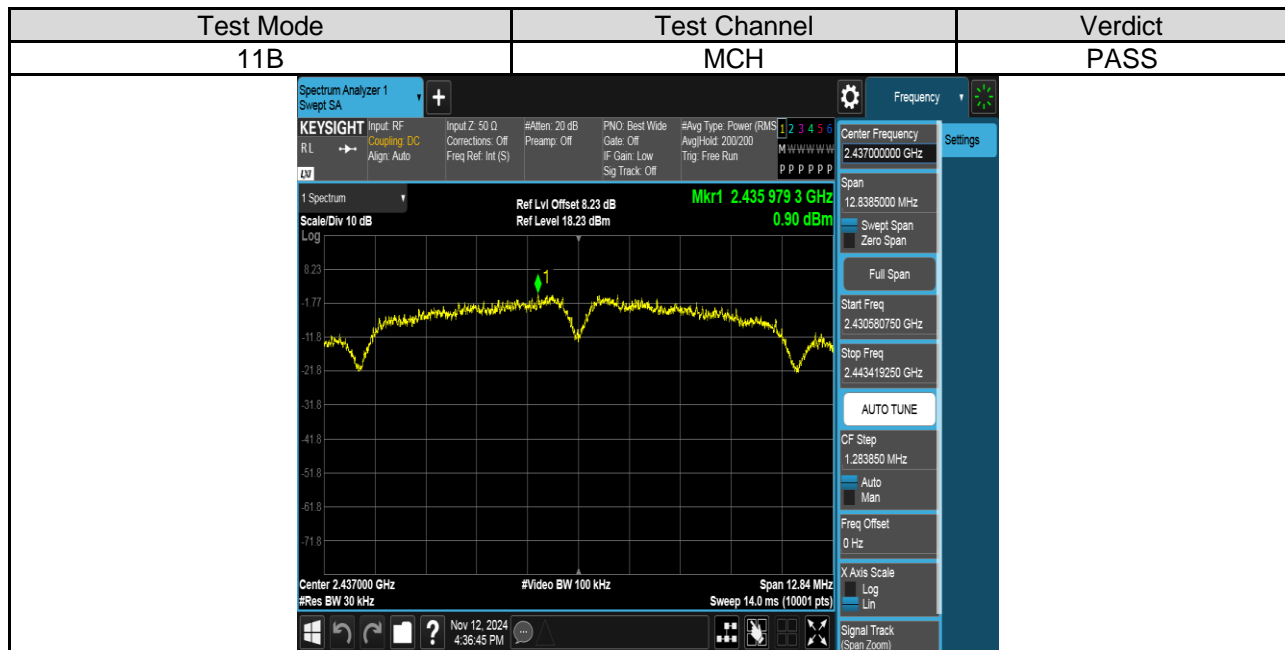 Test Mode Test Channel Verdict
11B MCH PASS
Spectrum Analyzer 1
Swept SA
+
Frequency
KEYSIGHT
RL
LXI
Input: RF
Coupling: DC
Align: Auto
Input Z: 50 Ω
Corrections: Off
Freq Ref: Int (S)
#Atten: 20 dB
Preamp: Off
PNO: Best Wide
Gate: Off
IF Gain: Low
Sig Track: Off
#Avg Type: Power (RMS
Avg|Hold: 200/200
Trig: Free Run
1 2 3 4 5 6
M W W W W W
P P P P P P
Settings
1 Spectrum
Scale/Div 10 dB
Log
Ref Lvl Offset 8.23 dB
Ref Level 18.23 dBm
Mkr1 2.435 979 3 GHz
0.90 dBm
1
8.23
-1.77
-11.8
-21.8
-31.8
-41.8
-51.8
-61.8
-71.8
Center 2.437000 GHz
#Res BW 30 kHz
#Video BW 100 kHz
Span 12.84 MHz
Sweep 14.0 ms (10001 pts)
Center Frequency
2.437000000 GHz
Span
12.8385000 MHz
Swept Span
Zero Span
Full Span
Start Freq
2.430580750 GHz
Stop Freq
2.443419250 GHz
AUTO TUNE
CF Step
1.283850 MHz
Auto
Man
Freq Offset
0 Hz
X Axis Scale
Log
Lin
Signal Track
(Span Zoom)
?
Nov 12, 2024
4:36:45 PM